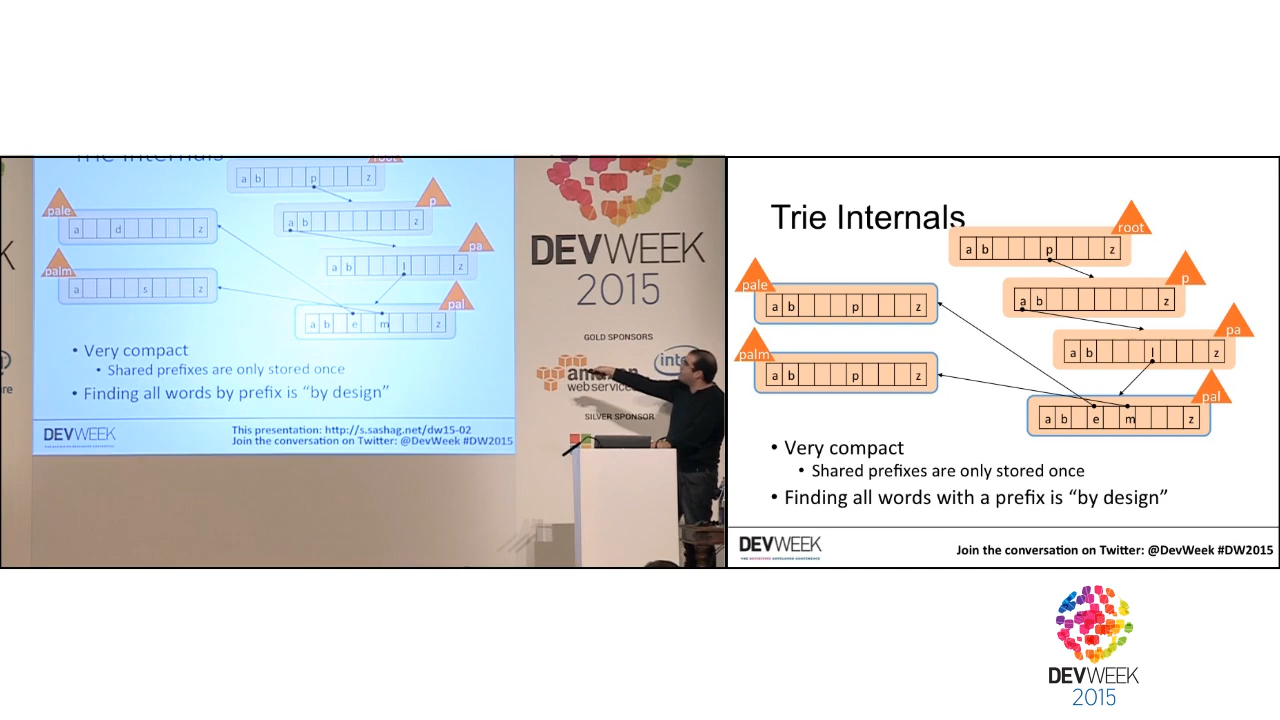 Trie Internals
root
a b p z
p
a b z
pale
a d z
pa
a b l z
palm
a s z
pal
a b e m z
• Very compact
• Shared prefixes are only stored once
• Finding all words by prefix is “by design”
DEVWEEK
This presentation: http://s.sashag.net/dw15-02
Join the conversation on Twitter: @DevWeek #DW2015
DEVWEEK
2015
GOLD SPONSORS
amazon
webservice
inte
SILVER SPONSOR
Trie Internals
root
a b p z
p
a b z
pale
a b p z
pa
a b l z
palm
a b p z
pal
a b e m z
• Very compact
• Shared prefixes are only stored once
• Finding all words with a prefix is “by design”
DEVWEEK
Join the conversation on Twitter: @DevWeek #DW2015
DEVWEEK
2015